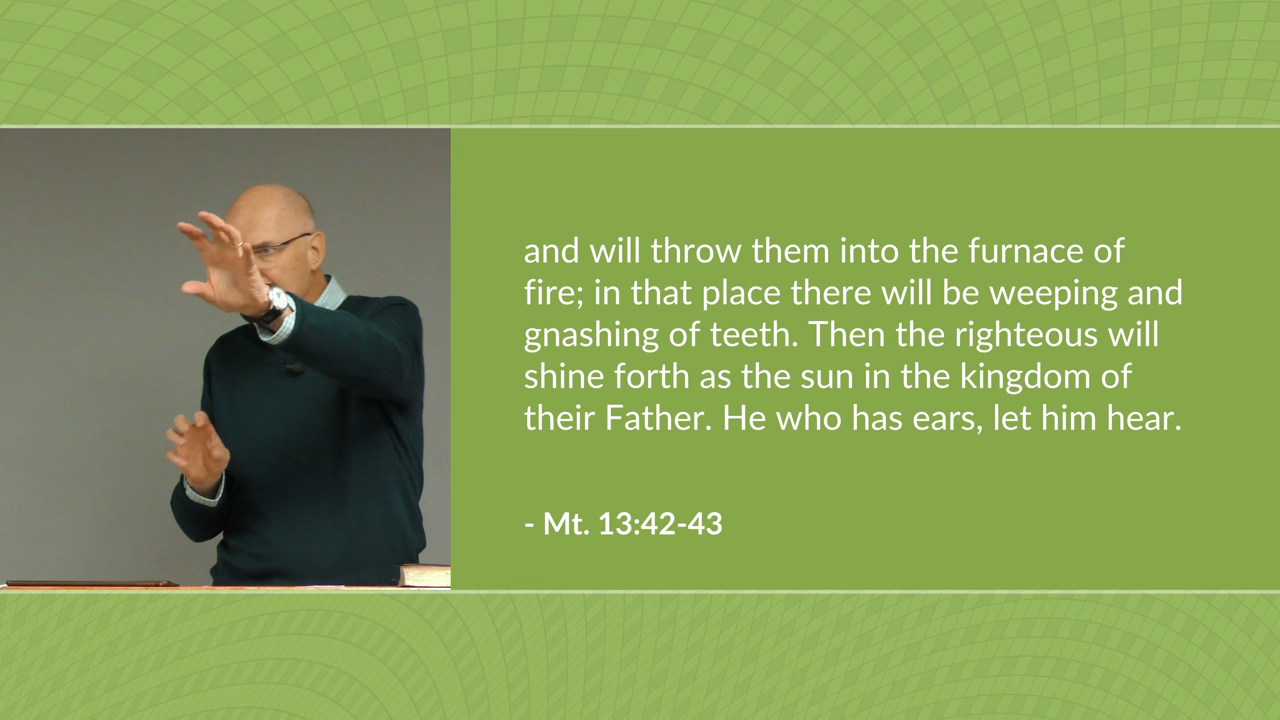 and will throw them into the furnace of
fire; in that place there will be weeping and
gnashing of teeth. Then the righteous will
shine forth as the sun in the kingdom of
their Father. He who has ears, let him hear.
- Mt. 13:42-43